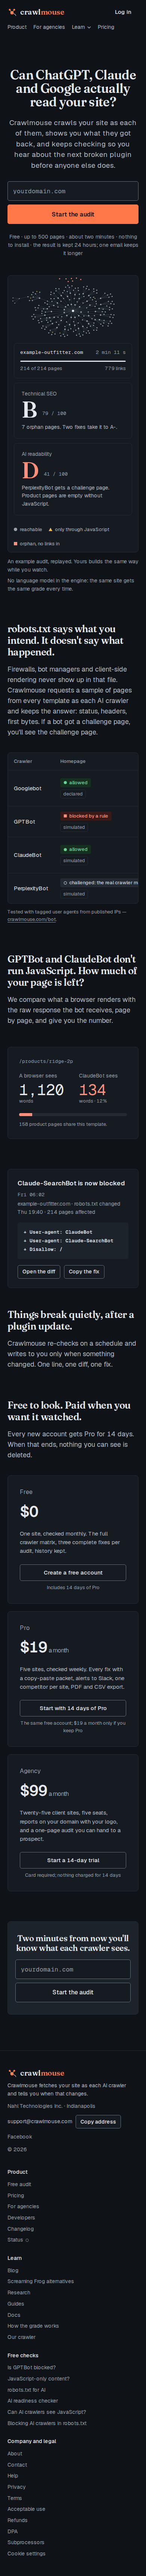 crawlmouse
Log in
Product For agencies Learn Pricing
Can ChatGPT, Claude
and Google actually
read your site?
Crawlmouse crawls your site as each
of them, shows you what they got
back, and keeps checking so you
hear about the next broken plugin
before anyone else does.
yourdomain.com
Start the audit
Free · up to 500 pages · about two minutes · nothing
to install · the result is kept 24 hours; one email keeps
it longer
example-outfitter.com 2 min 11 s
214 of 214 pages 779 links
Technical SEO
B 79 / 100
7 orphan pages. Two fixes take it to A-.
AI readability
D 41 / 100
PerplexityBot gets a challenge page.
Product pages are empty without
JavaScript.
reachable only through JavaScript
orphan, no links in
An example audit, replayed. Yours builds the same way
while you watch.
No language model in the engine: the same site gets
the same grade every time.
robots.txt says what you
intend. It doesn't say what
happened.
Firewalls, bot managers and client-side
rendering never show up in that file.
Crawlmouse requests a sample of pages
from every template as each AI crawler
and keeps the answer: status, headers,
first bytes. If a bot got a challenge page,
you'll see the challenge page.
Crawler Homepage
Googlebot allowed
declared
GPTBot blocked by a rule
simulated
ClaudeBot allowed
simulated
PerplexityBot challenged: the real crawler m
simulated
Tested with tagged user agents from published IPs —
crawlmouse.com/bot.
GPTBot and ClaudeBot don't
run JavaScript. How much of
your page is left?
We compare what a browser renders with
the raw response the bot receives, page
by page, and give you the number.
/products/ridge-2p
A browser sees ClaudeBot sees
1,120 134
words words · 12%
158 product pages share this template.
Claude-SearchBot is now blocked
Fri 06:02
example-outfitter.com · robots.txt changed
Thu 19:40 · 214 pages affected
+ User-agent: ClaudeBot
+ User-agent: Claude-SearchBot
+ Disallow: /
Open the diff Copy the fix
Things break quietly, after a
plugin update.
Crawlmouse re-checks on a schedule and
writes to you only when something
changed. One line, one diff, one fix.
Free to look. Paid when you
want it watched.
Every new account gets Pro for 14 days.
When that ends, nothing you can see is
deleted.
Free
$0
One site, checked monthly. The full
crawler matrix, three complete fixes per
audit, history kept.
Create a free account
Includes 14 days of Pro
Pro
$19 a month
Five sites, checked weekly. Every fix with
a copy-paste packet, alerts to Slack, one
competitor per site, PDF and CSV export.
Start with 14 days of Pro
The same free account; $19 a month only if you
keep Pro
Agency
$99 a month
Twenty-five client sites, five seats,
reports on your domain with your logo,
and a one-page audit you can hand to a
prospect.
Start a 14-day trial
Card required; nothing charged for 14 days
Two minutes from now you'll
know what each crawler sees.
yourdomain.com
Start the audit
crawlmouse
Crawlmouse fetches your site as each AI crawler
and tells you when that changes.
Nahl Technologies Inc. · Indianapolis
support@crawlmouse.com Copy address
Facebook
© 2026
Product
Free audit
Pricing
For agencies
Developers
Changelog
Status
Learn
Blog
Screaming Frog alternatives
Research
Guides
Docs
How the grade works
Our crawler
Free checks
Is GPTBot blocked?
JavaScript-only content?
robots.txt for AI
AI readiness checker
Can AI crawlers see JavaScript?
Blocking AI crawlers in robots.txt
Company and legal
About
Contact
Help
Privacy
Terms
Acceptable use
Refunds
DPA
Subprocessors
Cookie settings